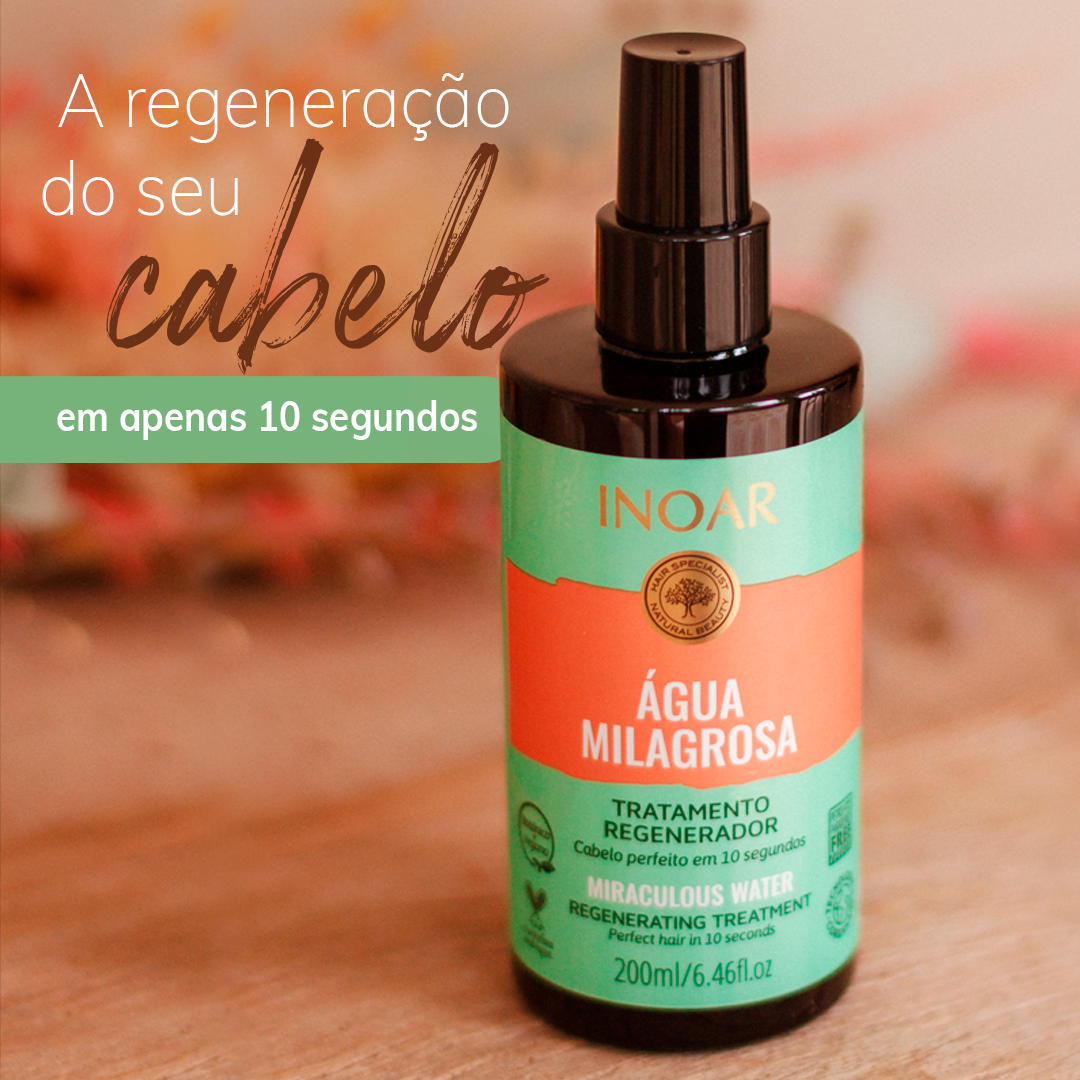 A regeneração
do seu
cabelo
em apenas 10 segundos
INOAR
HAIR SPECIALIST
NATURAL BEAUTY
ÁGUA
MILAGROSA
TRATAMENTO
REGENERADOR
Cabelo perfeito em 10 segundos
MIRACULOUS WATER
REGENERATING TREATMENT
Perfect hair in 10 seconds
200ml/6.46fl.oz
FREE